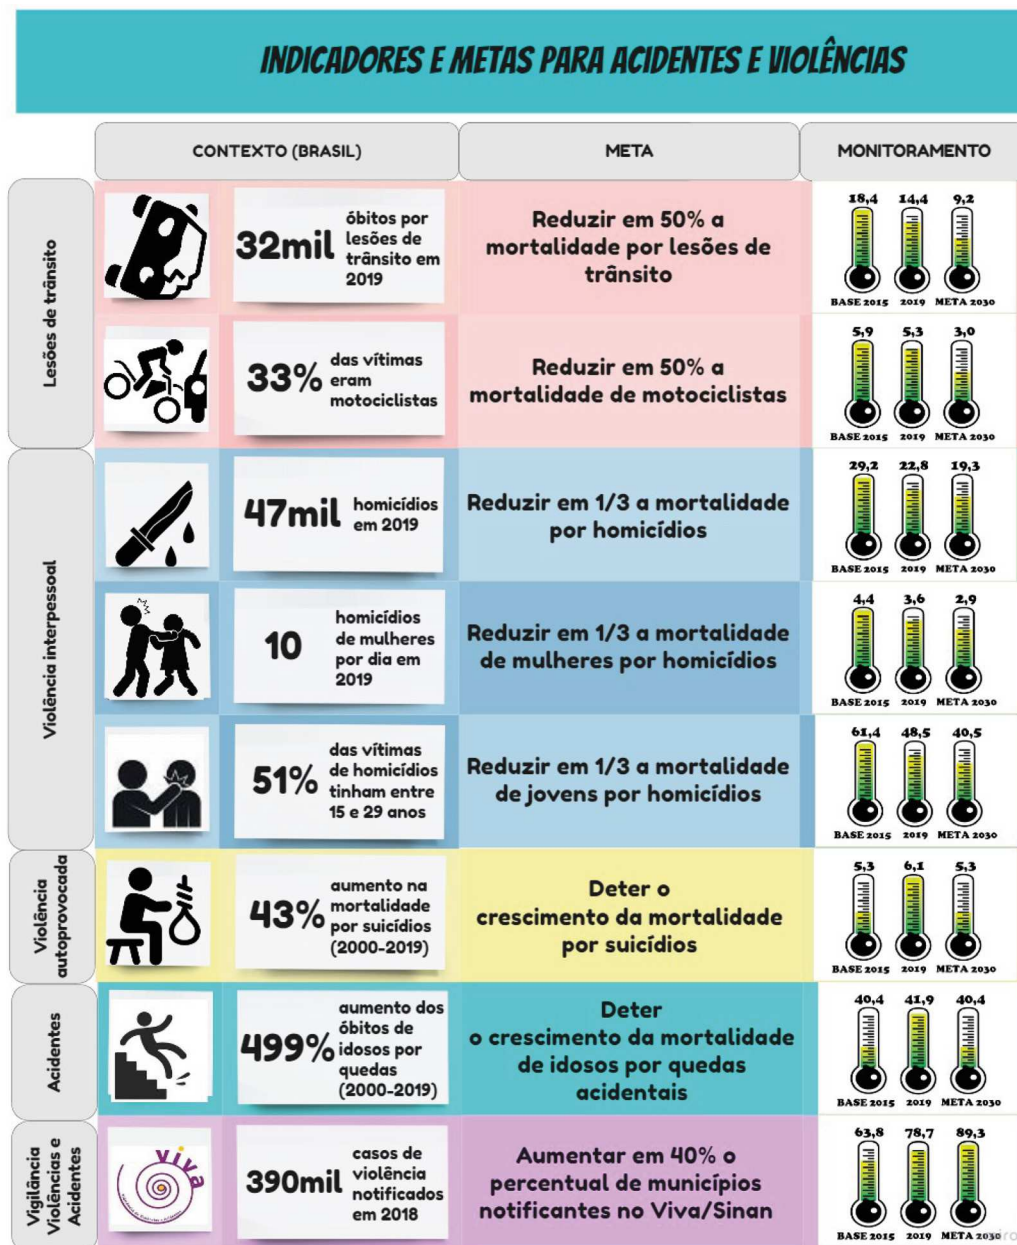 INDICADORES E METAS PARA ACIDENTES E VIOLÊNCIAS
CONTEXTO (BRASIL)
META
MONITORAMENTO
Lesões de trânsito
32mil
óbitos por
lesões de
trânsito em
2019
Reduzir em 50% a
mortalidade por lesões de
trânsito
18,4 14,4 9,2
BASE 2015 2019 META 2030
33%
das vítimas
eram
motociclistas
Reduzir em 50% a
mortalidade de motociclistas
5,9 5,3 3,0
BASE 2015 2019 META 2030
Violência interpessoal
47mil
homicídios
em 2019
Reduzir em 1/3 a mortalidade
por homicídios
29,2 22,8 19,3
BASE 2015 2019 META 2030
10
homicídios
de mulheres
por dia em
2019
Reduzir em 1/3 a mortalidade
de mulheres por homicídios
4,4 3,6 2,9
BASE 2015 2019 META 2030
51%
das vítimas
de homicídios
tinham entre
15 e 29 anos
Reduzir em 1/3 a mortalidade
de jovens por homicídios
61,4 48,5 40,5
BASE 2015 2019 META 2030
Violência
autoprovocada
43%
aumento na
mortalidade
por suicídios
(2000-2019)
Deter o
crescimento da mortalidade
por suicídios
5,3 6,1 5,3
BASE 2015 2019 META 2030
Acidentes
499%
aumento dos
óbitos de
idosos por
quedas
(2000-2019)
Deter
o crescimento da mortalidade
de idosos por quedas
acidentais
40,4 41,9 40,4
BASE 2015 2019 META 2030
Vigilância
Violências e
Acidentes
viva
390mil
casos de
violência
notificados
em 2018
Aumentar em 40% o
percentual de municípios
notificantes no Viva/Sinan
63,8 78,7 89,3
BASE 2015 2019 META 2030